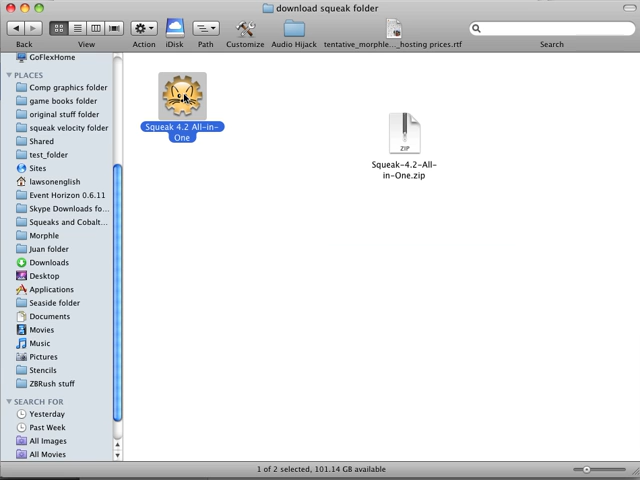 download squeak folder
Back View Action iDisk Path Customize Audio Hijack tentative_morphle..._hosting prices.rtf Search
GoFlexHome
PLACES
Comp graphics folder
game books folder
original stuff folder
squeak velocity folder
Shared
test_folder
Sites
lawsonenglish
Event Horizon 0.6.11
Skype Downloads fo...
Squeaks and Cobalt...
Morphle
Juan folder
Downloads
Desktop
Applications
Seaside folder
Documents
Movies
Music
Pictures
Stencils
ZBRush stuff
SEARCH FOR
Yesterday
Past Week
All Images
All Movies
Squeak 4.2 All-in-
One
ZIP
Squeak-4.2-All-
in-One.zip
1 of 2 selected, 101.14 GB available